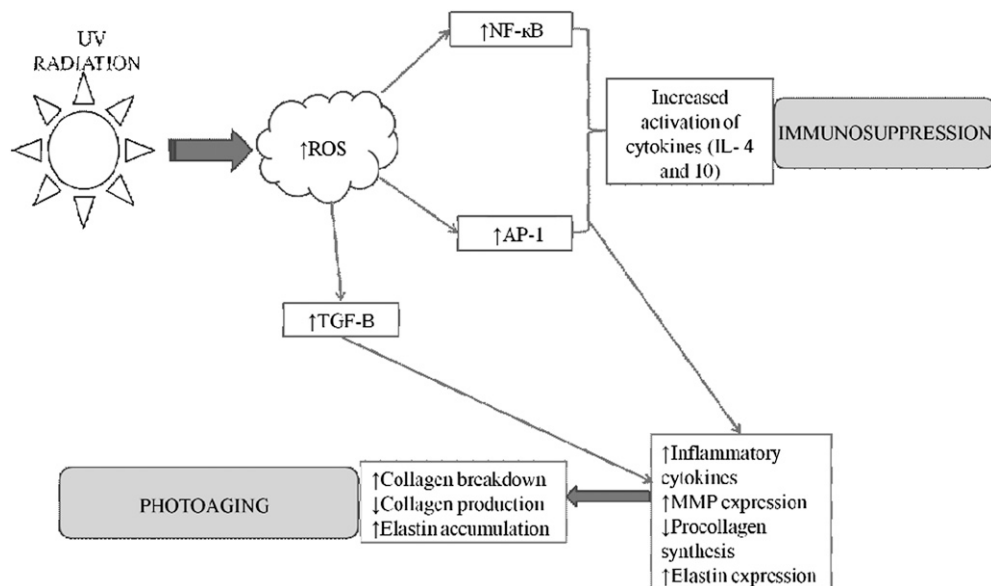 UV
RADIATION
↑NF-κB
↑ROS
Increased
activation of
cytokines (IL- 4
and 10)
IMMUNOSUPPRESSION
↑AP-1
↑TGF-B
↑Inflammatory
cytokines
↑MMP expression
↓Procollagen
synthesis
↑Elastin expression
↑Collagen breakdown
↓Collagen production
↑Elastin accumulation
PHOTOAGING